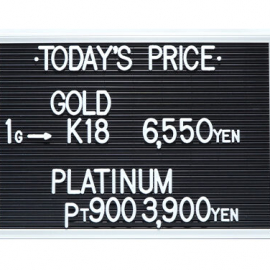 ·TODAY'S PRICE·
GOLD
1G→ K18 6,550YEN
PLATINUM
PT900 3,900YEN